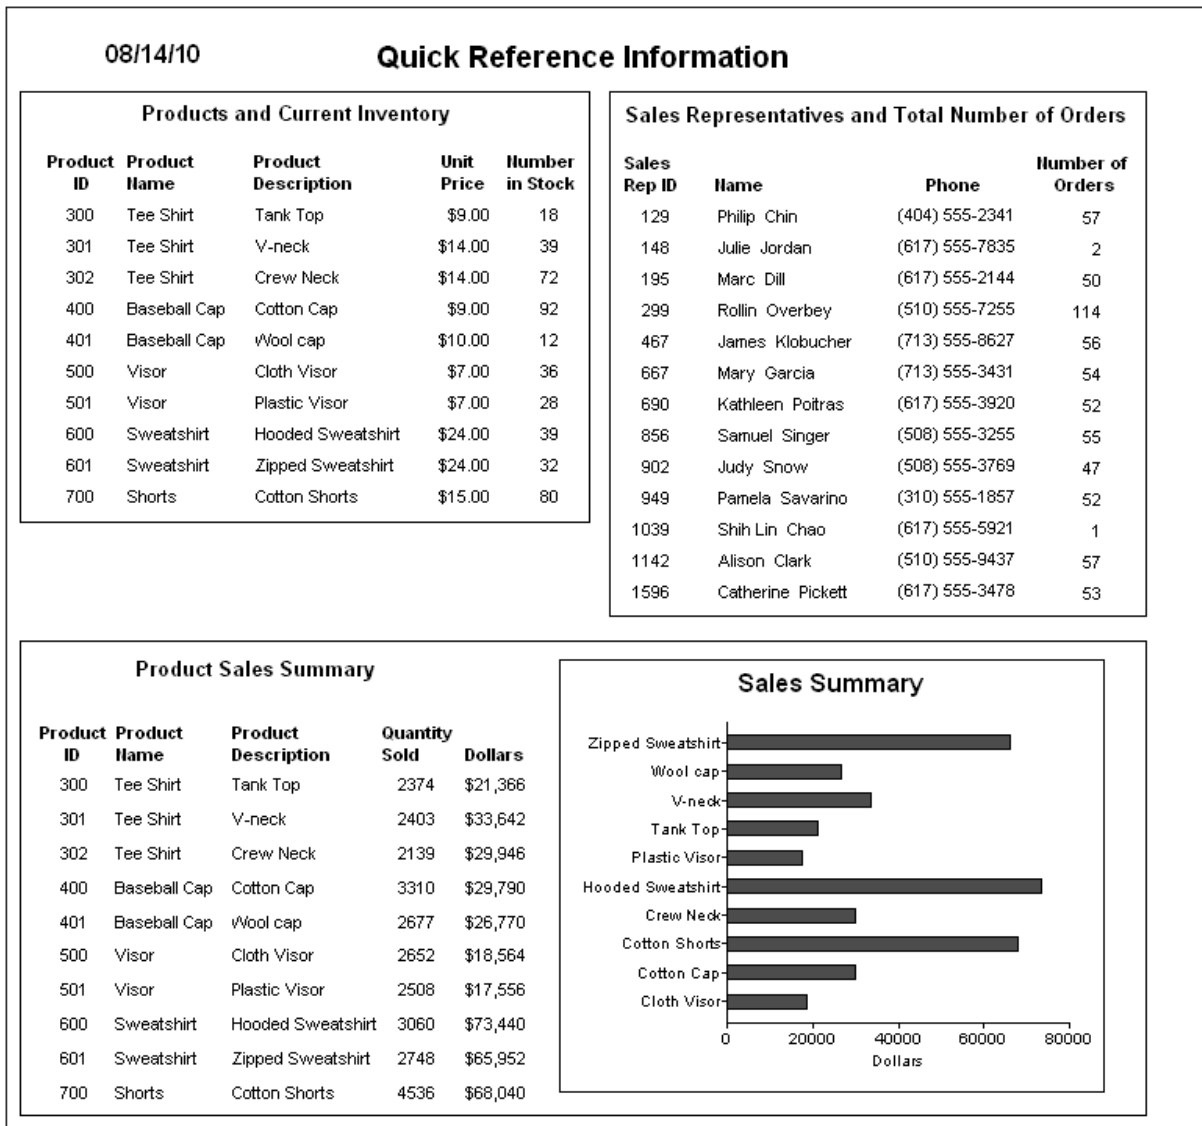 08/14/10 Quick Reference Information
Products and Current Inventory
Product Product Product Unit Number
ID Name Description Price in Stock
300 Tee Shirt Tank Top $9.00 18
301 Tee Shirt V-neck $14.00 39
302 Tee Shirt Crew Neck $14.00 72
400 Baseball Cap Cotton Cap $9.00 92
401 Baseball Cap Wool cap $10.00 12
500 Visor Cloth Visor $7.00 36
501 Visor Plastic Visor $7.00 28
600 Sweatshirt Hooded Sweatshirt $24.00 39
601 Sweatshirt Zipped Sweatshirt $24.00 32
700 Shorts Cotton Shorts $15.00 80
Sales Representatives and Total Number of Orders
Sales Number of
Rep ID Name Phone Orders
129 Philip Chin (404) 555-2341 57
148 Julie Jordan (617) 555-7835 2
195 Marc Dill (617) 555-2144 50
299 Rollin Overbey (510) 555-7255 114
467 James Klobucher (713) 555-8627 56
667 Mary Garcia (713) 555-3431 54
690 Kathleen Poitras (617) 555-3920 52
856 Samuel Singer (508) 555-3255 55
902 Judy Snow (508) 555-3769 47
949 Pamela Savarino (310) 555-1857 52
1039 Shih Lin Chao (617) 555-5921 1
1142 Alison Clark (510) 555-9437 57
1596 Catherine Pickett (617) 555-3478 53
Product Sales Summary
Product Product Product Quantity
ID Name Description Sold Dollars
300 Tee Shirt Tank Top 2374 $21,366
301 Tee Shirt V-neck 2403 $33,642
302 Tee Shirt Crew Neck 2139 $29,946
400 Baseball Cap Cotton Cap 3310 $29,790
401 Baseball Cap Wool cap 2677 $26,770
500 Visor Cloth Visor 2652 $18,564
501 Visor Plastic Visor 2508 $17,556
600 Sweatshirt Hooded Sweatshirt 3060 $73,440
601 Sweatshirt Zipped Sweatshirt 2748 $65,952
700 Shorts Cotton Shorts 4536 $68,040
Sales Summary
Zipped Sweatshirt
Wool cap
V-neck
Tank Top
Plastic Visor
Hooded Sweatshirt
Crew Neck
Cotton Shorts
Cotton Cap
Cloth Visor
0 20000 40000 60000 80000
Dollars